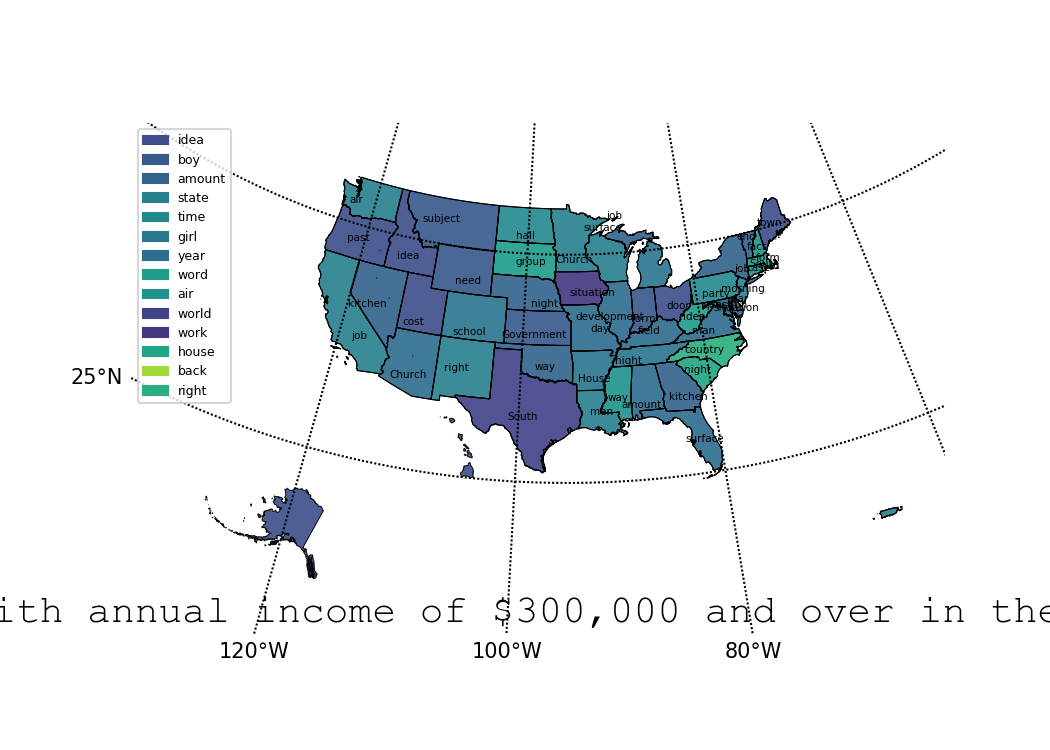 idea
boy
amount
state
time
girl
year
word
air
world
work
house
back
right
air
past
idea
subject
need
hall
group
job
surface
Church
situation
night
kitchen
cost
job
school
Government
Church
right
way
South
development
day
form
field
door
party
idea
man
country
night
night
House
way
man
amount
kitchen
surface
town
end
fact
job
morning
25°N
ith annual income of $300,000 and over in the
120°W
100°W
80°W